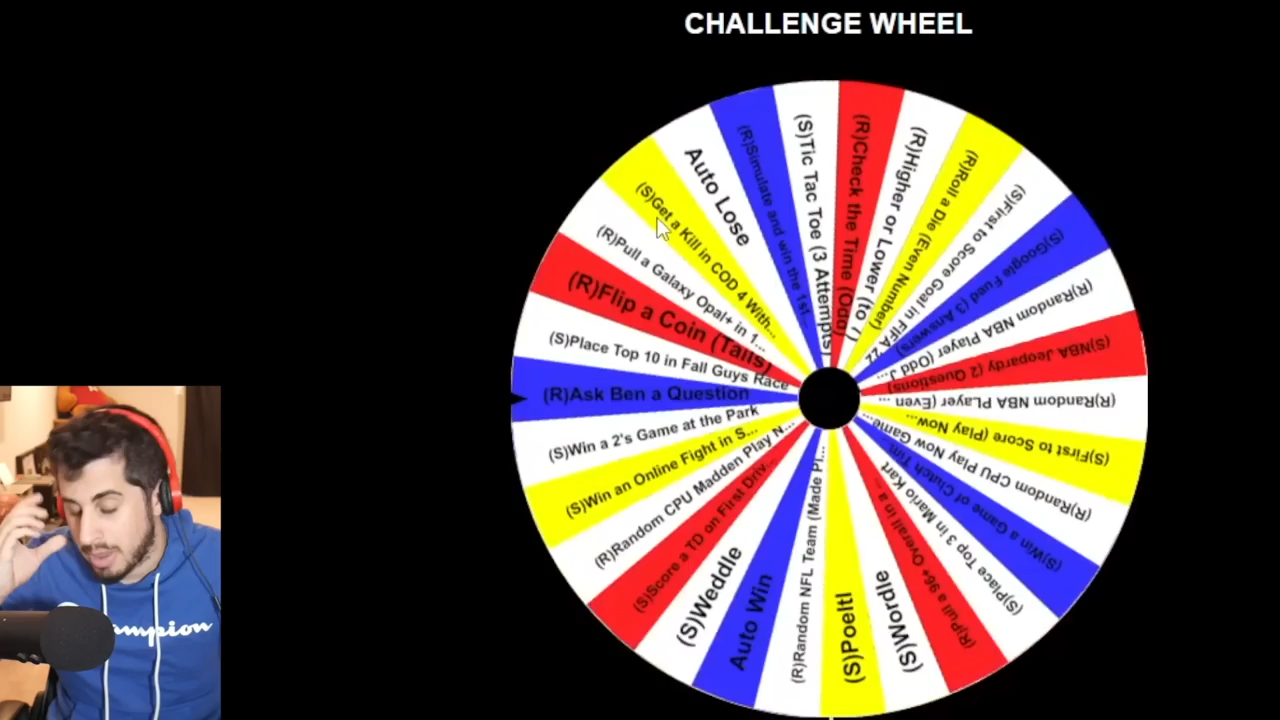 CHALLENGE WHEEL
(S)Tic Tac Toe (3 Attempts)
(R)Check the Time (Odd)
(R)Higher or Lower (to 7)
(R)Roll a Die (Even Number)
(S)First to Score Goal in FIFA 22
(S)Google Fued (3 Answers)
(R)Random NBA Player (Odd J...
(S)NBA Jeopardy (2 Questions)
(R)Random NBA PLayer (Even ...
(S)First to Score (Play Now...
(R)Random CPU Play Now Game...
(S)Win a Game of Clutch Tim...
(S)Place Top 3 in Mario Kart
(R)Pull a 96+ Overall in a ...
(S)Wordle
(S)Poeltl
(R)Random NFL Team (Made Pl...
Auto Win
(S)Weddle
(S)Score a TD on First Driv...
(R)Random CPU Madden Play N...
(S)Win an Online Fight in S...
(S)Win a 2's Game at the Park
(R)Ask Ben a Question
(S)Place Top 10 in Fall Guys Race
(R)Flip a Coin (Tails)
(R)Pull a Galaxy Opal+ in 1...
(S)Get a Kill in COD 4 With...
Auto Lose
(R)Simulate and win the 1st...
ampion